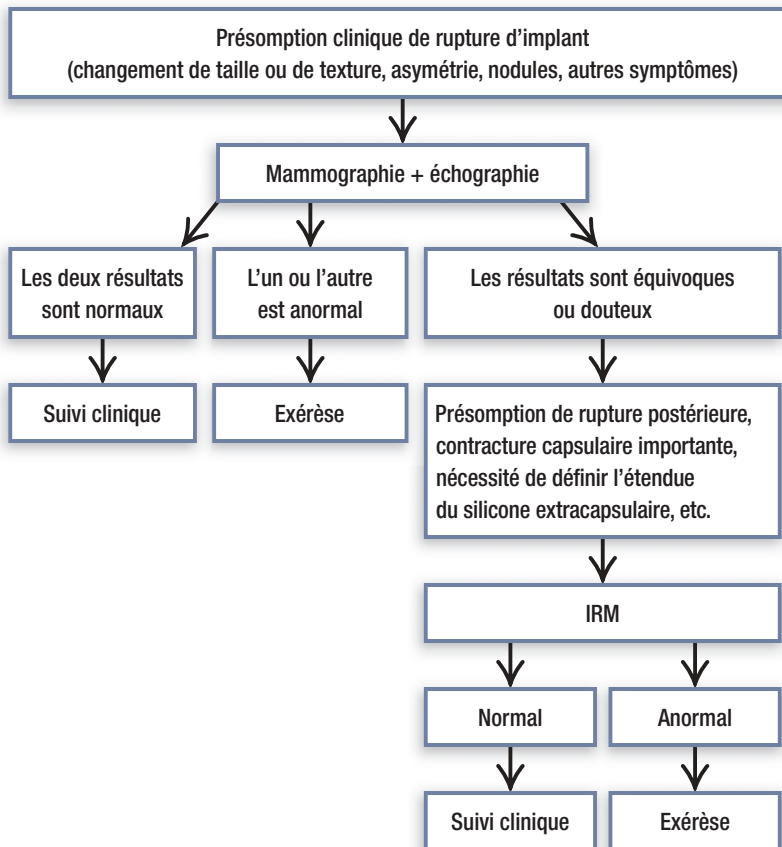 Présomption clinique de rupture d’implant
(changement de taille ou de texture, asymétrie, nodules, autres symptômes)
Mammographie + échographie
Les deux résultats
sont normaux
L’un ou l’autre
est anormal
Les résultats sont équivoques
ou douteux
Suivi clinique
Exérèse
Présomption de rupture postérieure,
contracture capsulaire importante,
nécessité de définir l’étendue
du silicone extracapsulaire, etc.
IRM
Normal
Anormal
Suivi clinique
Exérèse